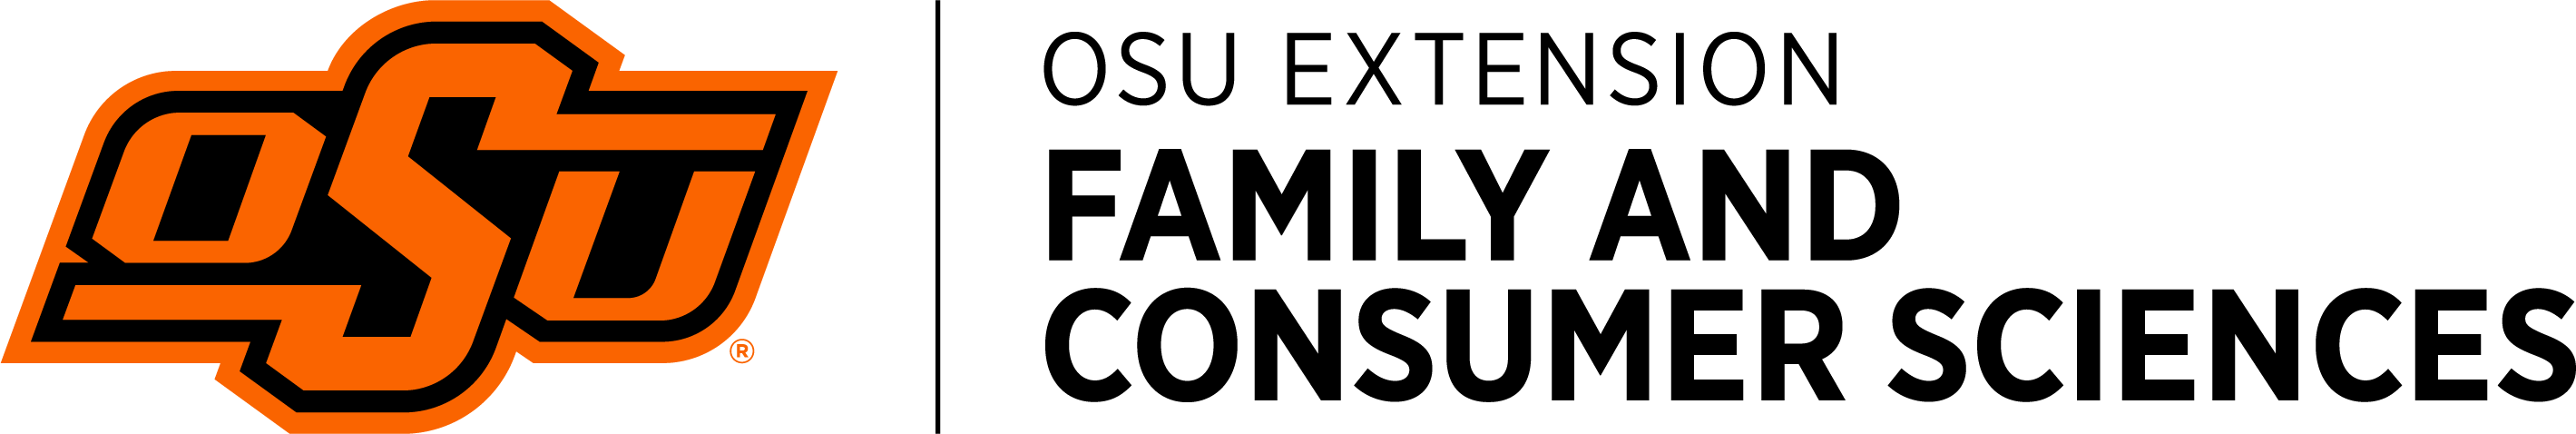 OSU
®
OSU EXTENSION
FAMILY AND
CONSUMER SCIENCES